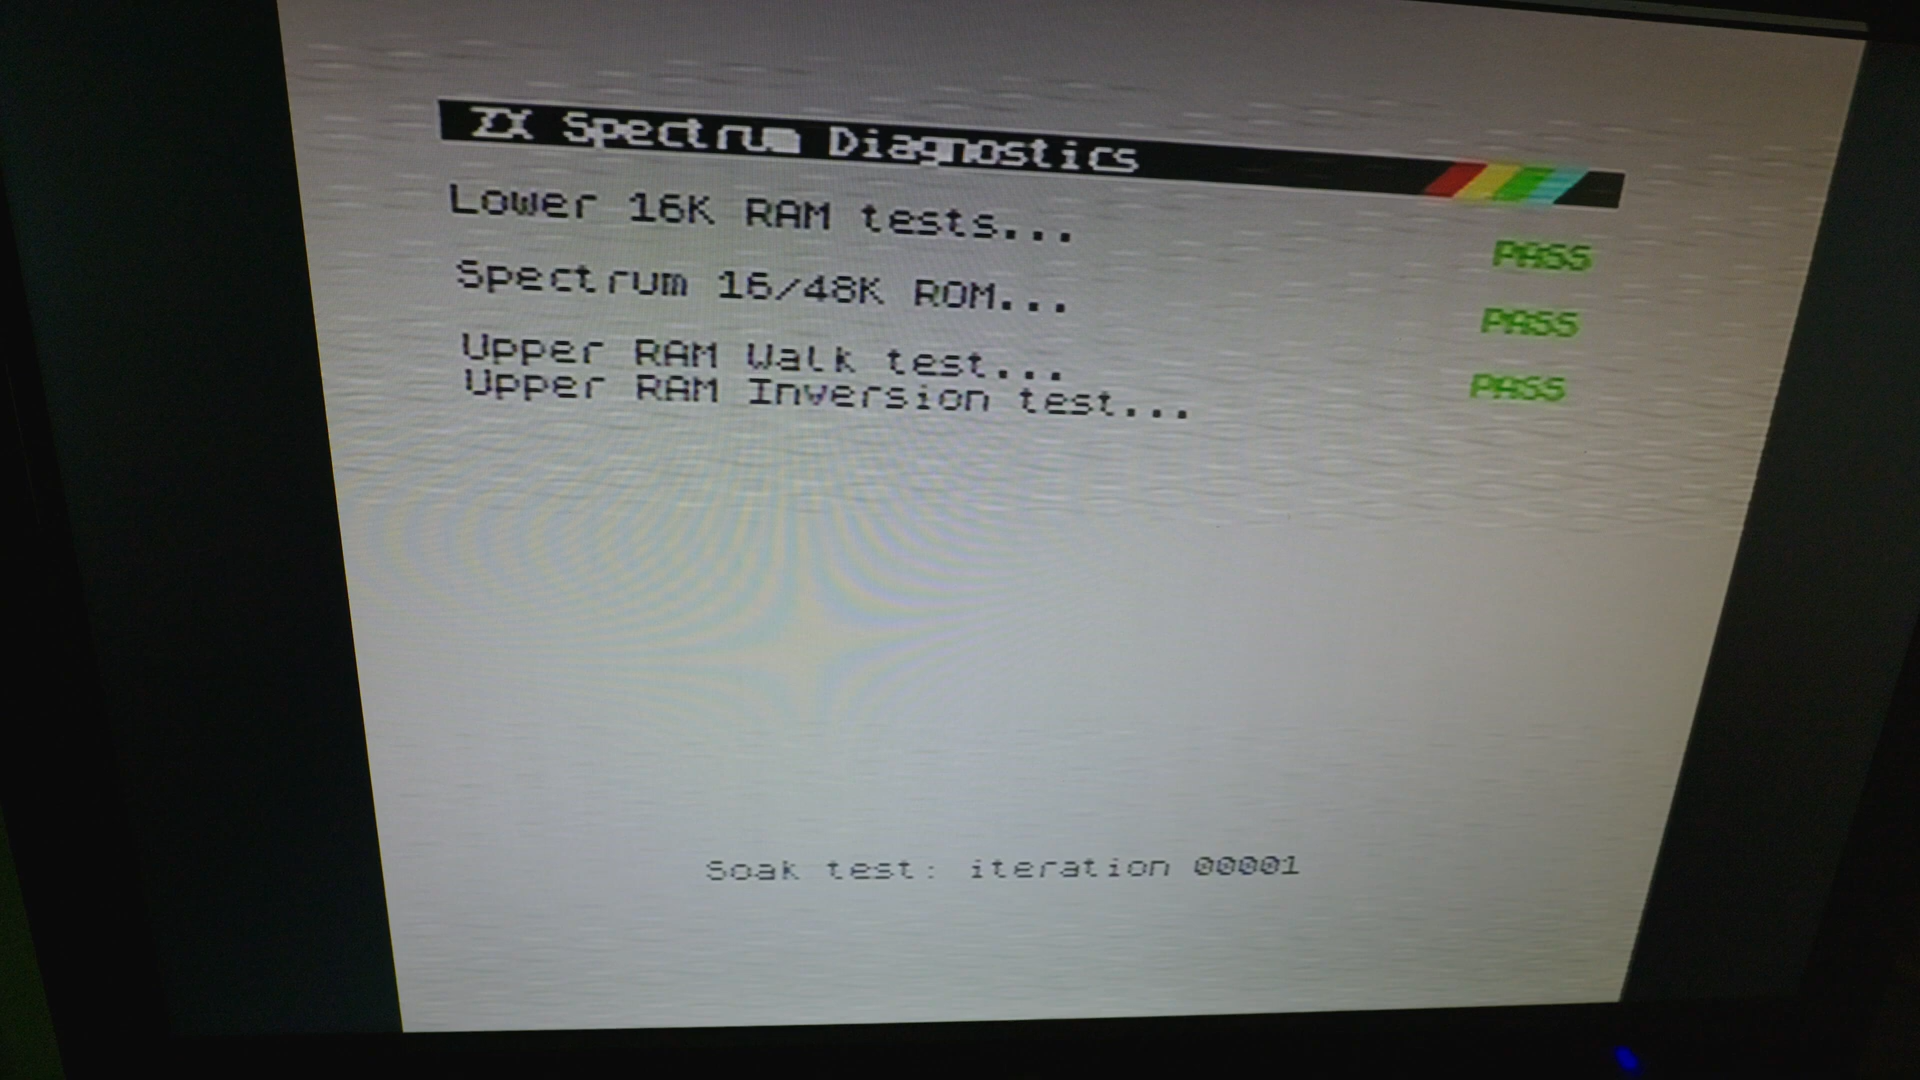 ZX Spectrum Diagnostics
Lower 16K RAM tests... PASS
Spectrum 16/48K ROM... PASS
Upper RAM Walk test... PASS
Upper RAM Inversion test...
Soak test: iteration 00001